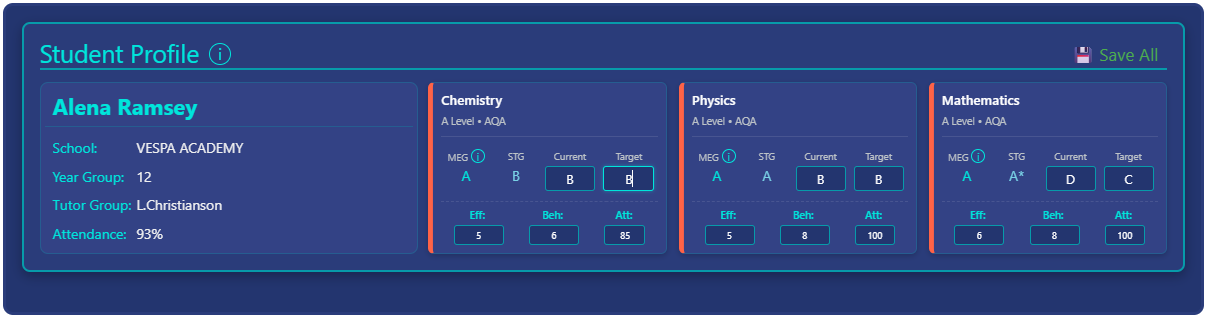 Student Profile ⓘ
💾 Save All
Alena Ramsey
School: VESPA ACADEMY
Year Group: 12
Tutor Group: L.Christianson
Attendance: 93%
Chemistry
A Level • AQA
MEG ⓘ STG Current Target
A B B B
Eff: Beh: Att:
5 6 85
Physics
A Level • AQA
MEG ⓘ STG Current Target
A A B B
Eff: Beh: Att:
5 8 100
Mathematics
A Level • AQA
MEG ⓘ STG Current Target
A A* D C
Eff: Beh: Att:
6 8 100